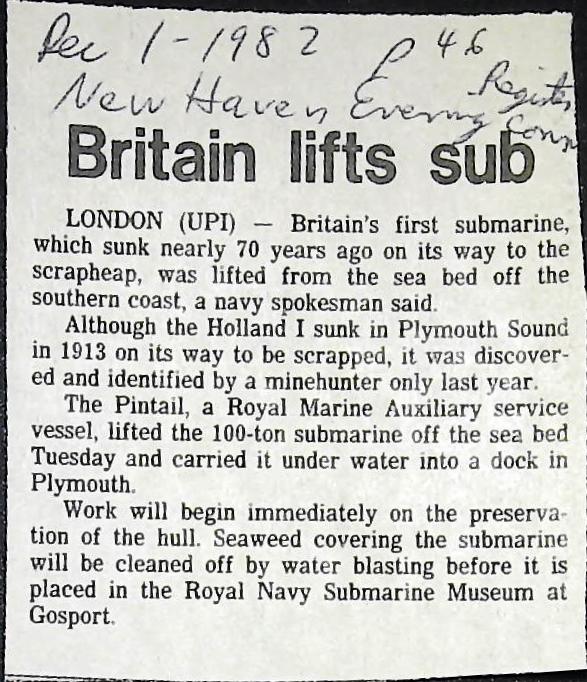 Dec 1-1982 p 46
Register
New Haven Evening Conn
Britain lifts sub
LONDON (UPI) — Britain's first submarine,
which sunk nearly 70 years ago on its way to the
scrapheap, was lifted from the sea bed off the
southern coast, a navy spokesman said.
Although the Holland I sunk in Plymouth Sound
in 1913 on its way to be scrapped, it was discover-
ed and identified by a minehunter only last year.
The Pintail, a Royal Marine Auxiliary service
vessel, lifted the 100-ton submarine off the sea bed
Tuesday and carried it under water into a dock in
Plymouth.
Work will begin immediately on the preserva-
tion of the hull. Seaweed covering the submarine
will be cleaned off by water blasting before it is
placed in the Royal Navy Submarine Museum at
Gosport.